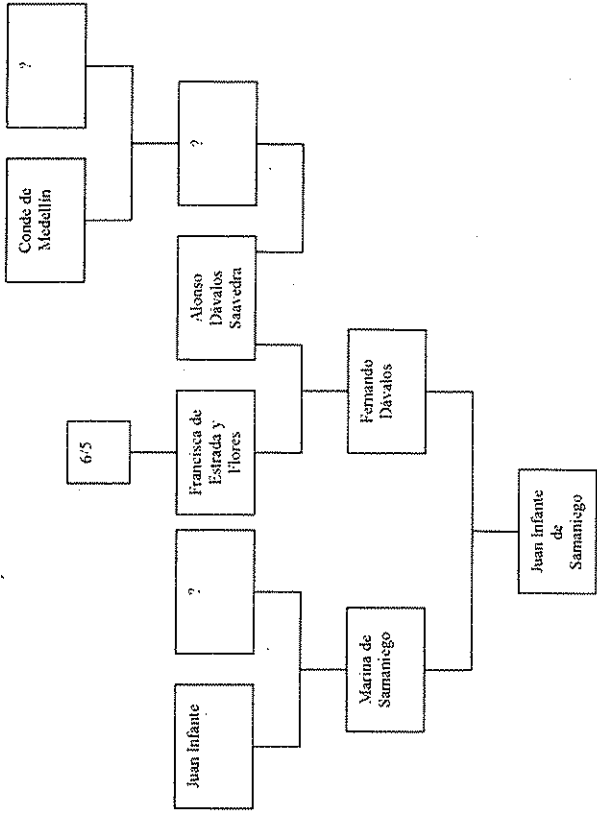 Conde de
Medellín
?
6/5
Juan Infante
?
Francisca de
Estrada y
Flores
Alonso
Dávalos
Saavedra
?
Marina de
Samaniego
Fernando
Dávalos
Juan Infante
de
Samaniego